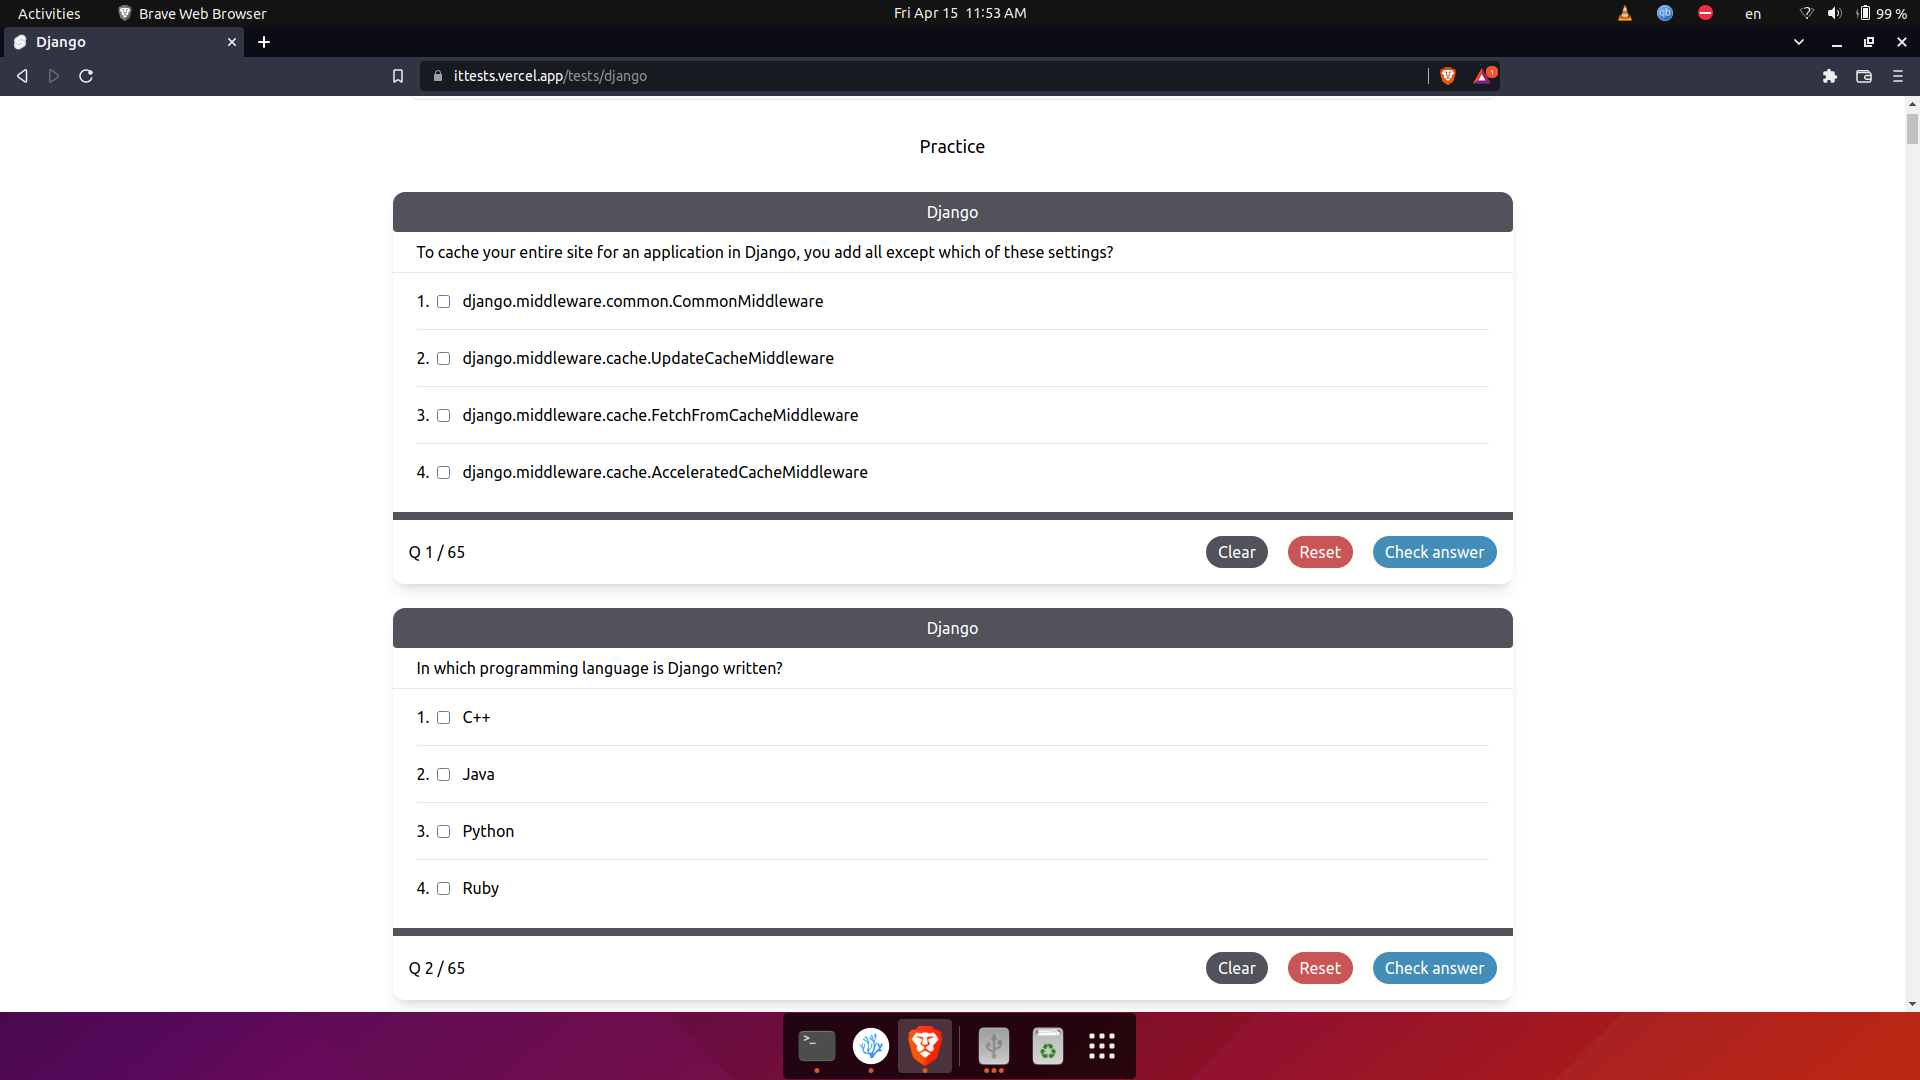 Activities
Brave Web Browser
Fri Apr 15 11:53 AM
en
99 %
Django
ittests.vercel.app/tests/django
1
Practice
Django
To cache your entire site for an application in Django, you add all except which of these settings?
1. django.middleware.common.CommonMiddleware
2. django.middleware.cache.UpdateCacheMiddleware
3. django.middleware.cache.FetchFromCacheMiddleware
4. django.middleware.cache.AcceleratedCacheMiddleware
Q 1 / 65
Clear
Reset
Check answer
Django
In which programming language is Django written?
1. C++
2. Java
3. Python
4. Ruby
Q 2 / 65
Clear
Reset
Check answer